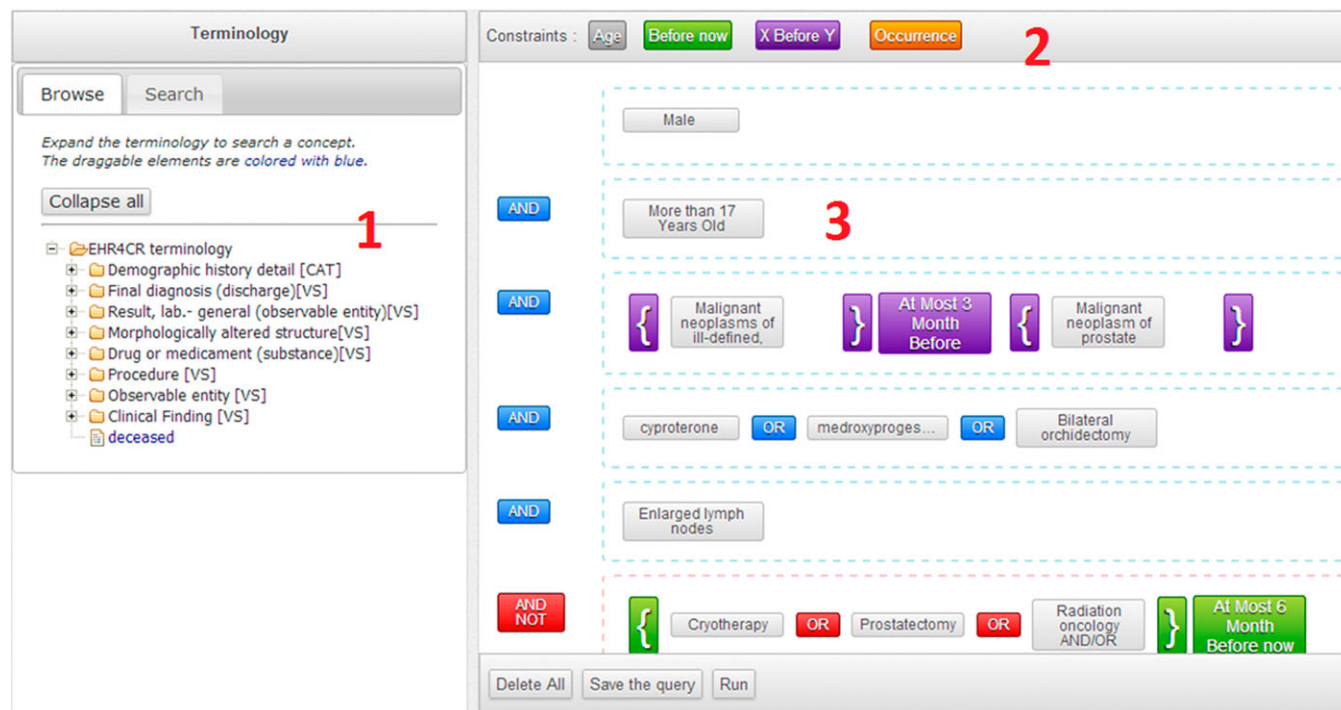 Terminology
Browse
Search
Expand the terminology to search a concept.
The draggable elements are colored with blue.
Collapse all
1
EHR4CR terminology
Demographic history detail [CAT]
Final diagnosis (discharge)[VS]
Result, lab.- general (observable entity)[VS]
Morphologically altered structure[VS]
Drug or medicament (substance)[VS]
Procedure [VS]
Observable entity [VS]
Clinical Finding [VS]
deceased
Constraints : Age Before now X Before Y Occurrence
2
Male
AND
More than 17
Years Old
3
AND
{
Malignant
neoplasms of
ill-defined,
}
At Most 3
Month
Before
{
Malignant
neoplasm of
prostate
}
AND
cyproterone
OR
medroxyproges...
OR
Bilateral
orchidectomy
AND
Enlarged lymph
nodes
AND
NOT
{
Cryotherapy
OR
Prostatectomy
OR
Radiation
oncology
AND/OR
}
At Most 6
Month
Before now
Delete All
Save the query
Run